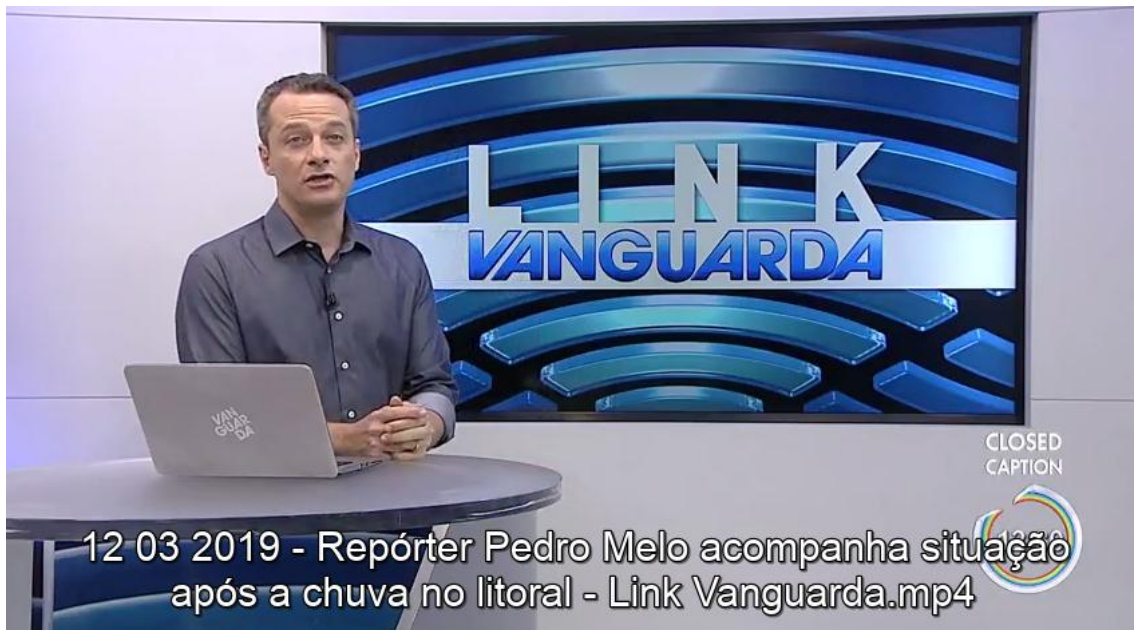 LINK
VANGUARDA
VAN
GUAR
DA
CLOSED
CAPTION
12 03 2019 - Repórter Pedro Melo acompanha situação
após a chuva no litoral - Link Vanguarda.mp4